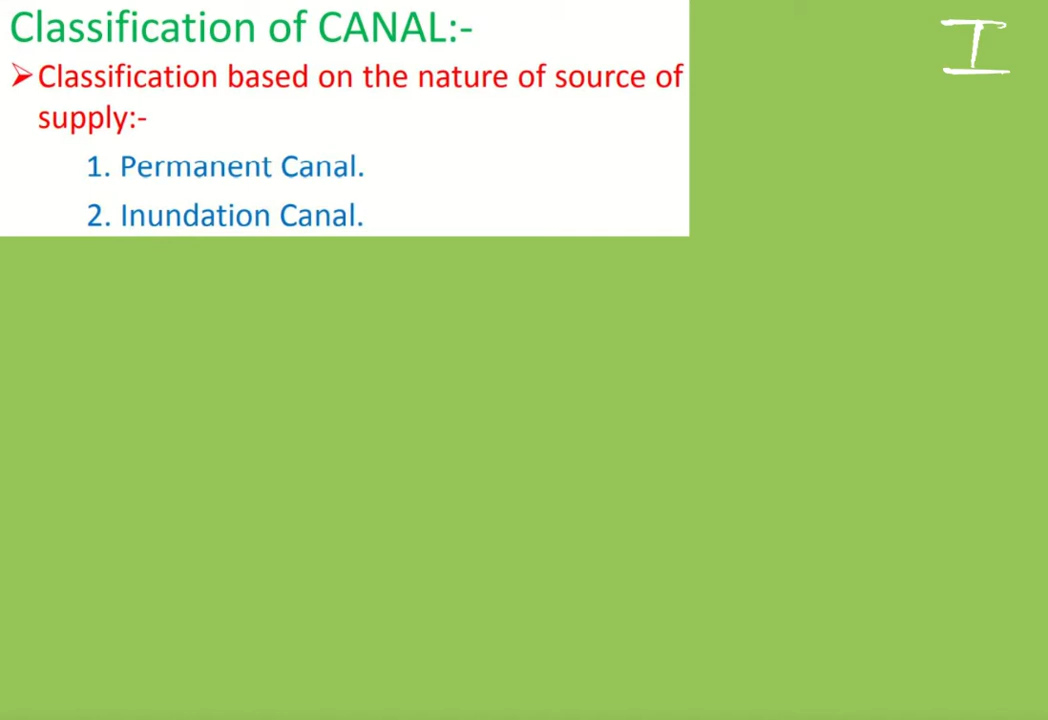 Classification of CANAL:-
➢Classification based on the nature of source of
supply:-
1. Permanent Canal.
2. Inundation Canal.
I